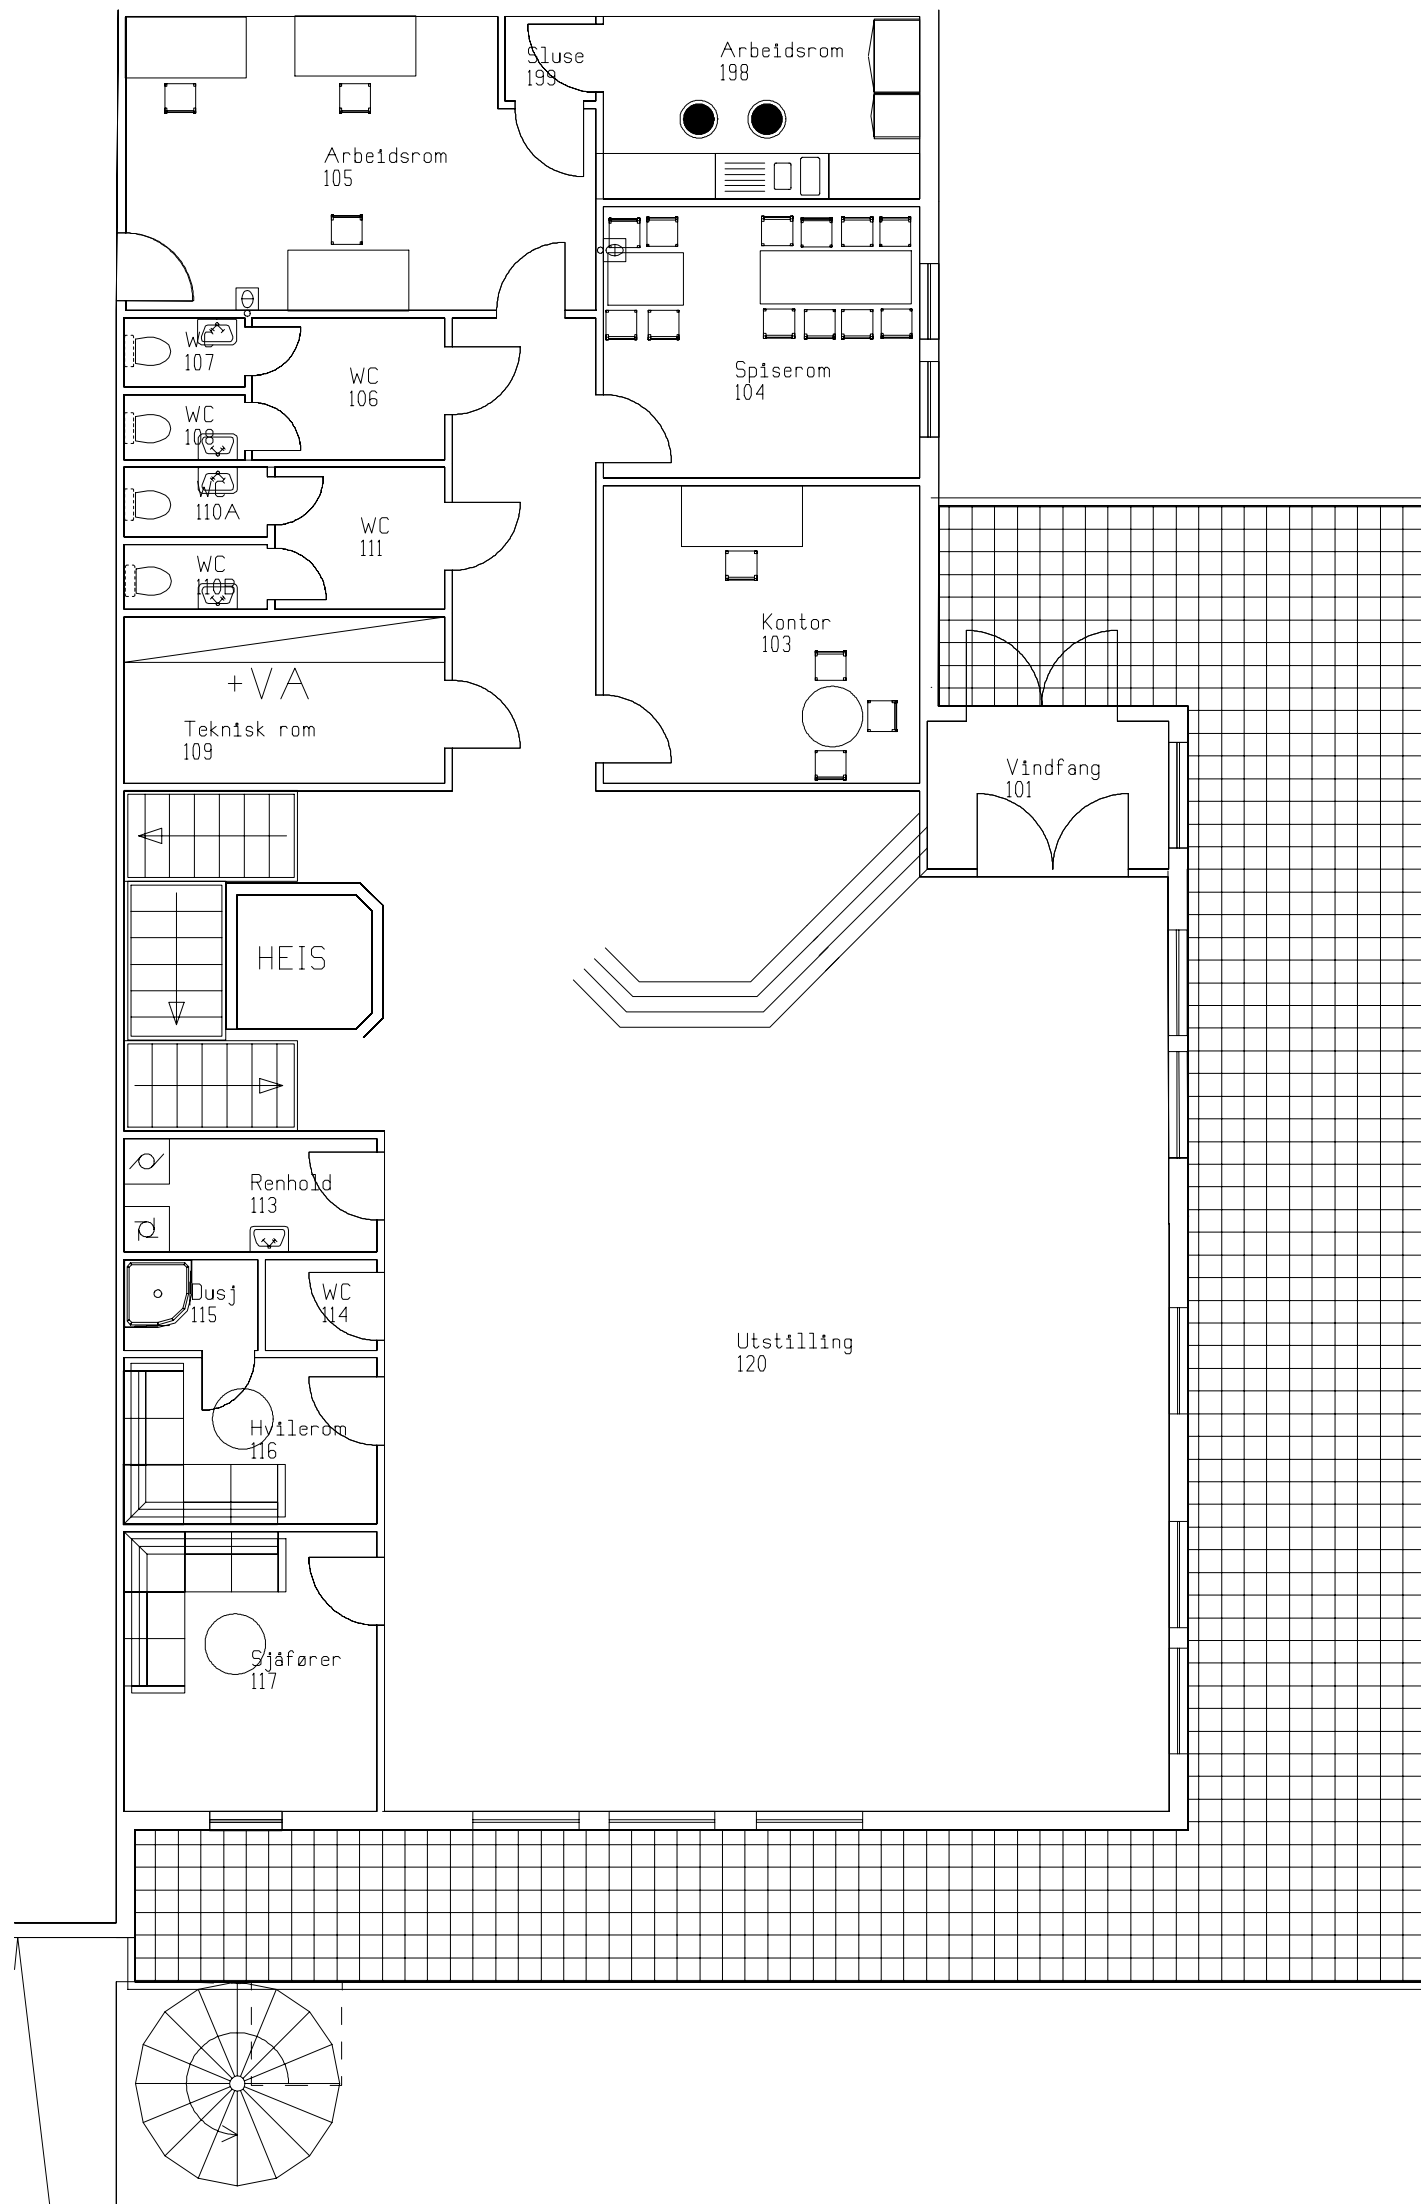 Sluse
199
Arbeidsrom
198
Arbeidsrom
105
WC
107
WC
106
Spiserom
104
WC
108
WC
110A
WC
111
WC
110B
Kontor
103
+VA
Teknisk rom
109
Vindfang
101
HEIS
Renhold
113
Dusj
115
WC
114
Utstilling
120
Hvilerom
116
Sjåfører
117